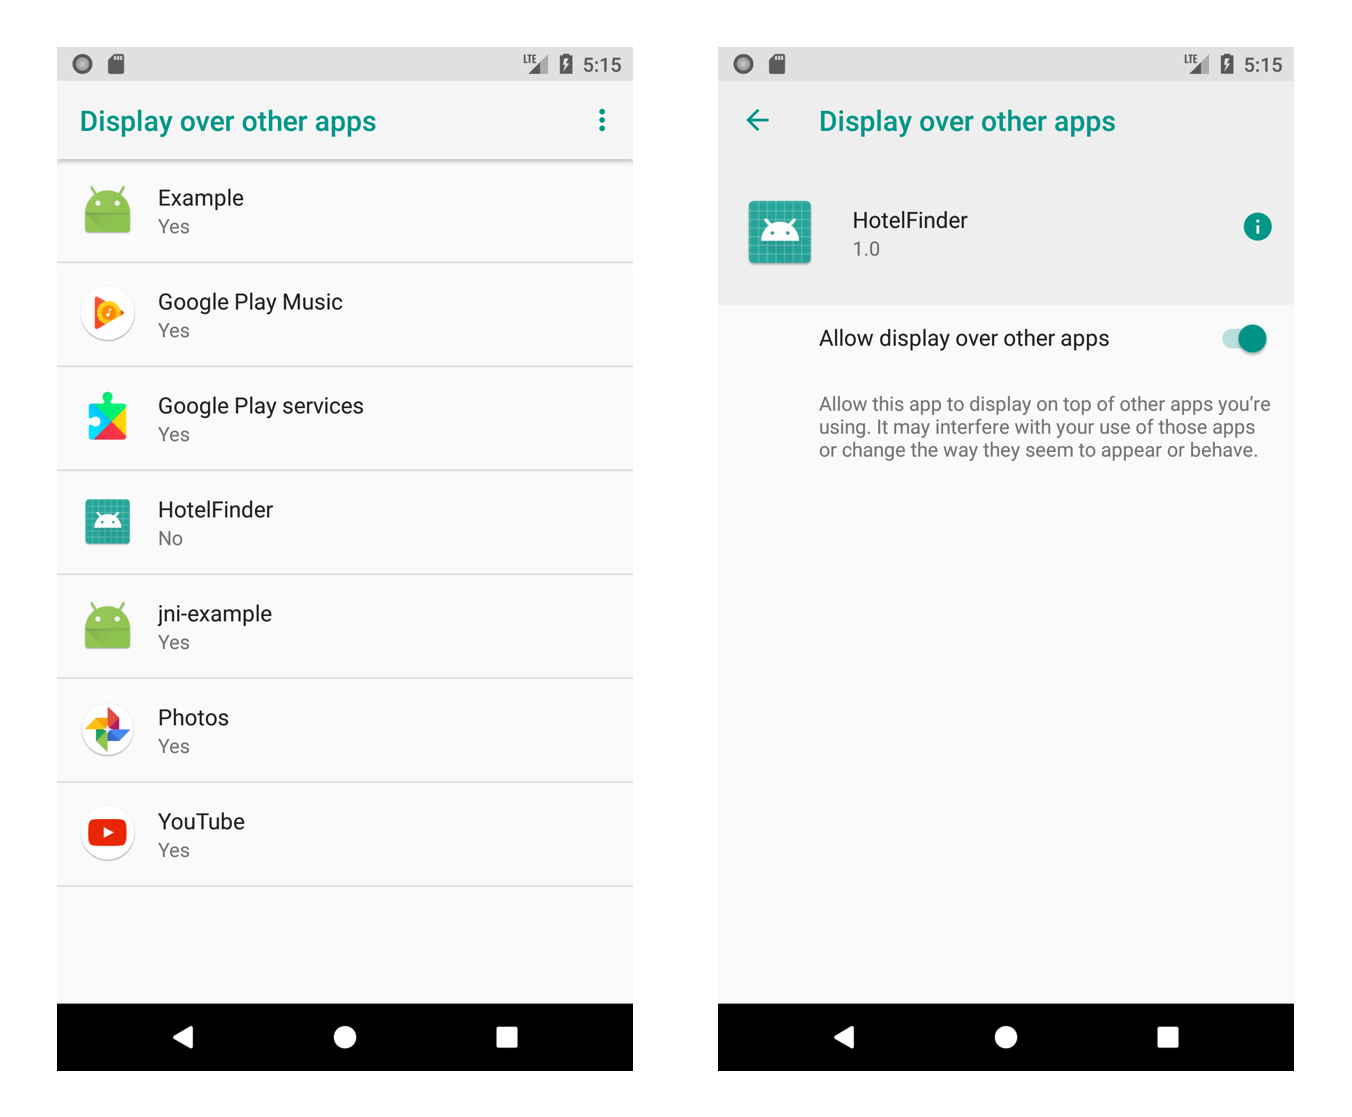 LTE 5:15
Display over other apps
Example
Yes
Google Play Music
Yes
Google Play services
Yes
HotelFinder
No
jni-example
Yes
Photos
Yes
YouTube
Yes
LTE 5:15
Display over other apps
HotelFinder
1.0
Allow display over other apps
Allow this app to display on top of other apps you’re
using. It may interfere with your use of those apps
or change the way they seem to appear or behave.